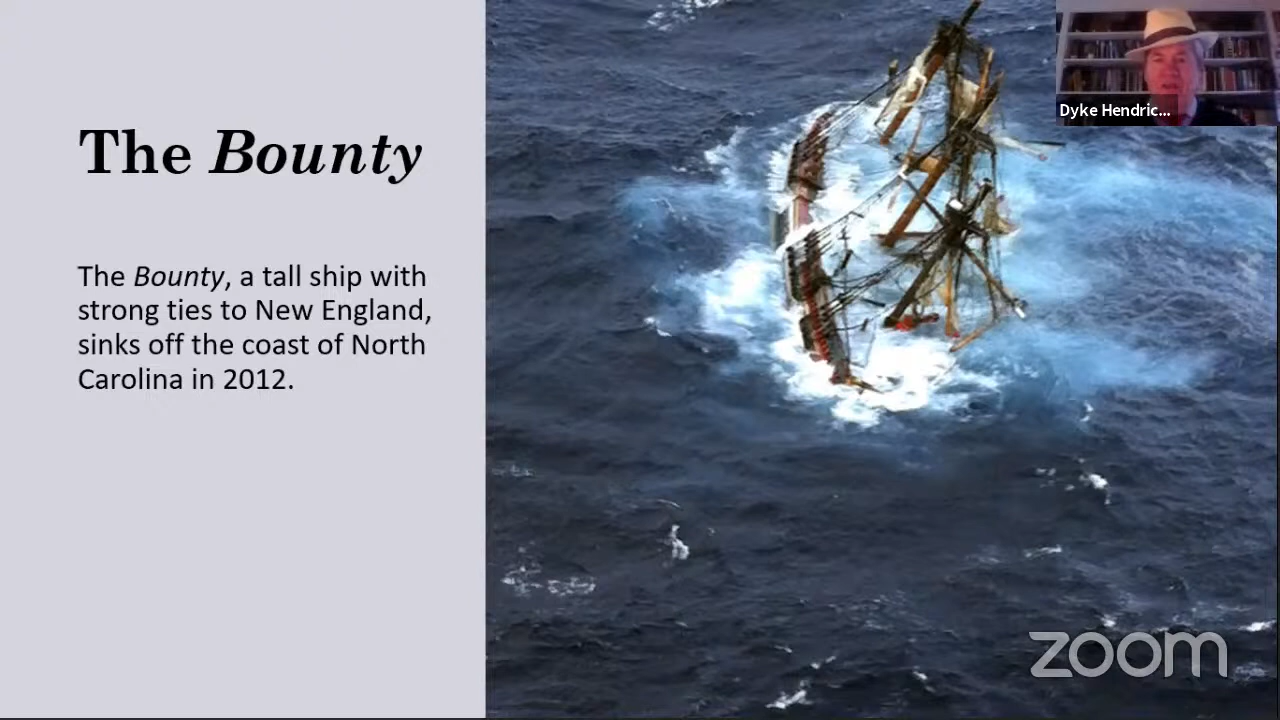 The Bounty
The Bounty, a tall ship with
strong ties to New England,
sinks off the coast of North
Carolina in 2012.
Dyke Hendric...
zoom